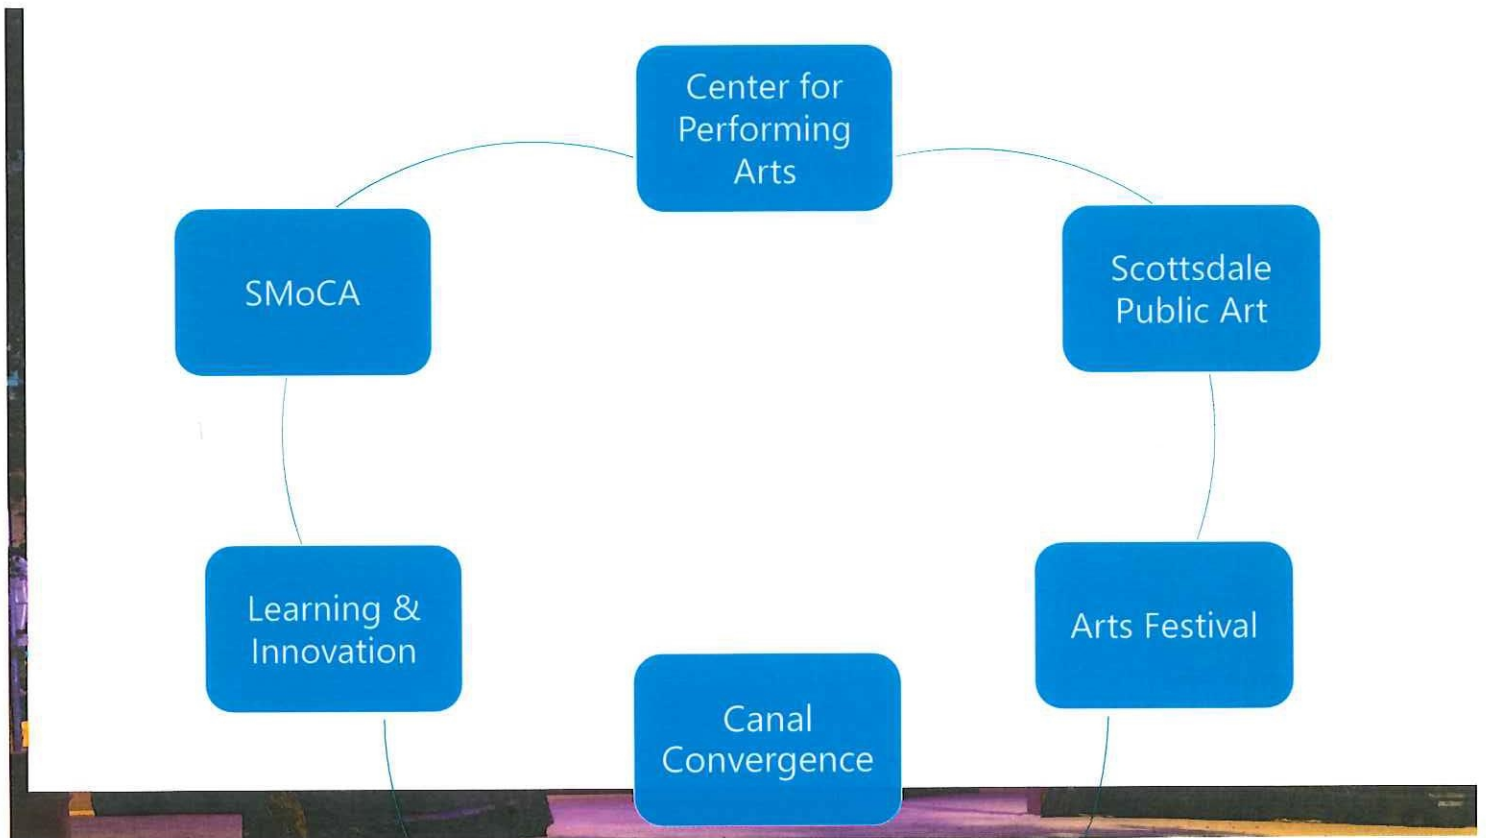 Center for
Performing
Arts
SMoCA
Scottsdale
Public Art
Learning &
Innovation
Arts Festival
Canal
Convergence